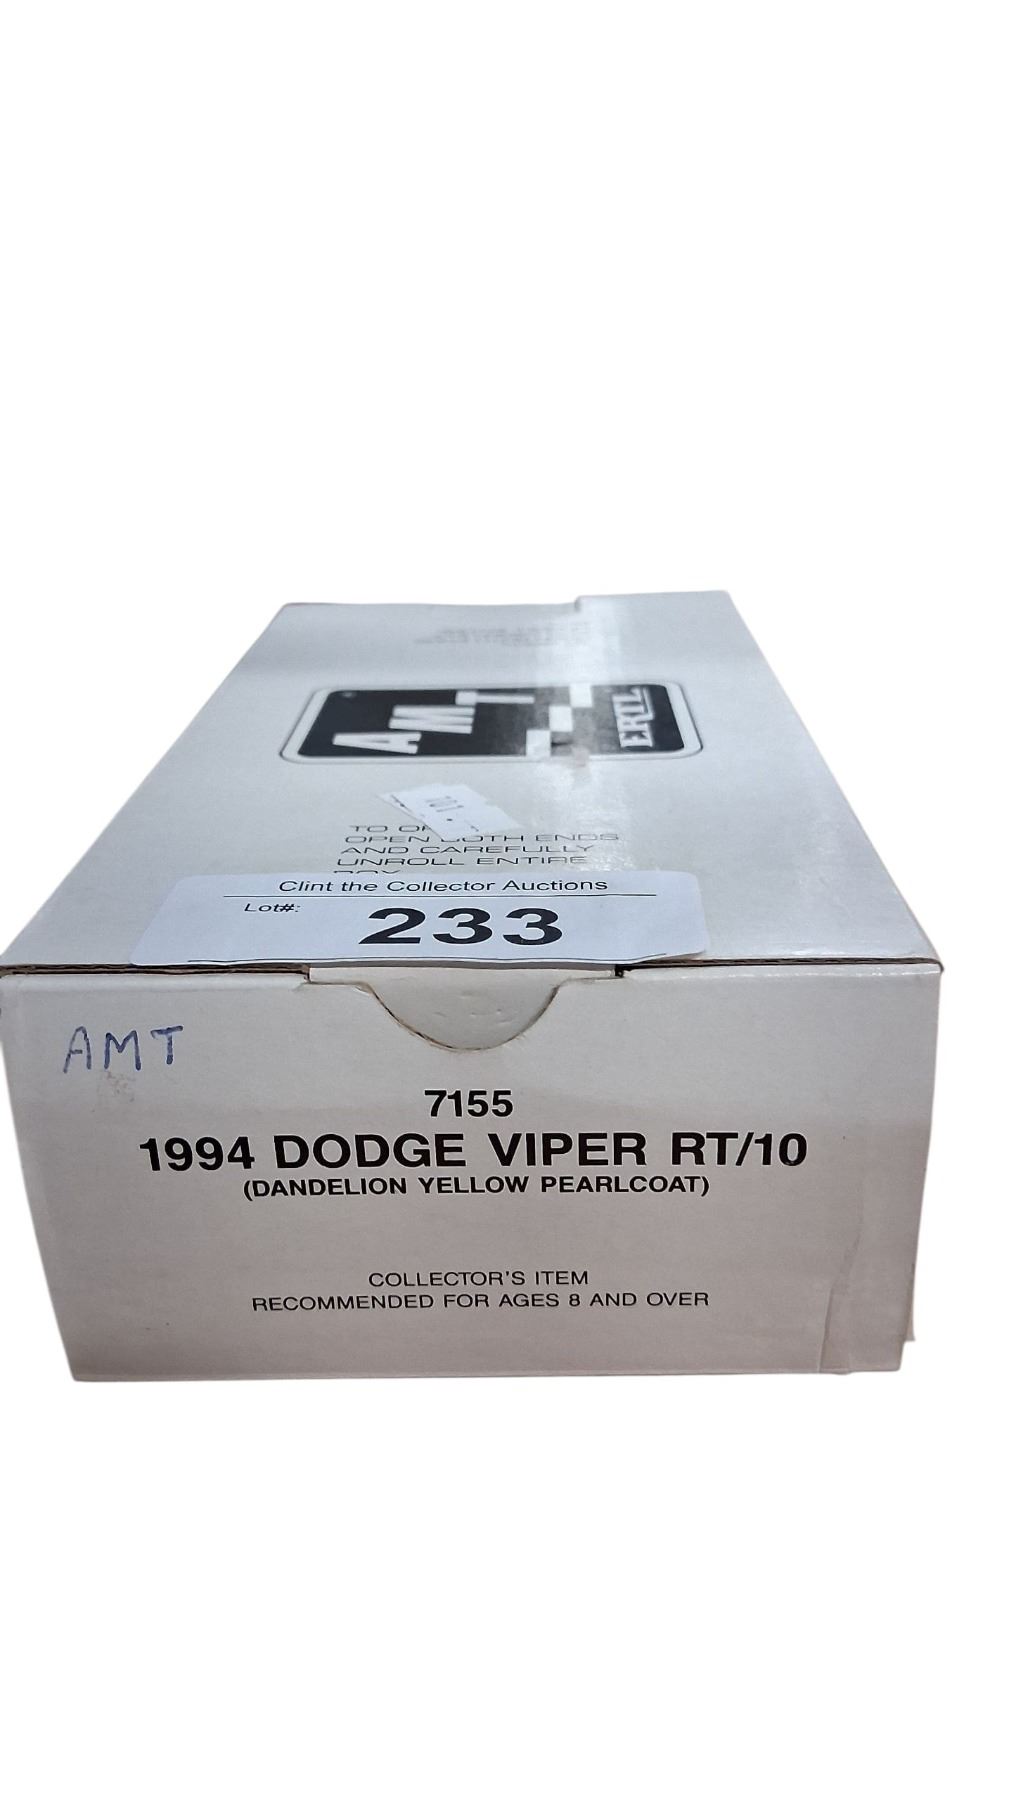 AMT
ERTL
701.
TO
OPEN BOTH ENDS
AND CAREFULLY
UNROLL ENTIRE
Clint the Collector Auctions
Lot#: 233
AMT
7155
1994 DODGE VIPER RT/10
(DANDELION YELLOW PEARLCOAT)
COLLECTOR'S ITEM
RECOMMENDED FOR AGES 8 AND OVER